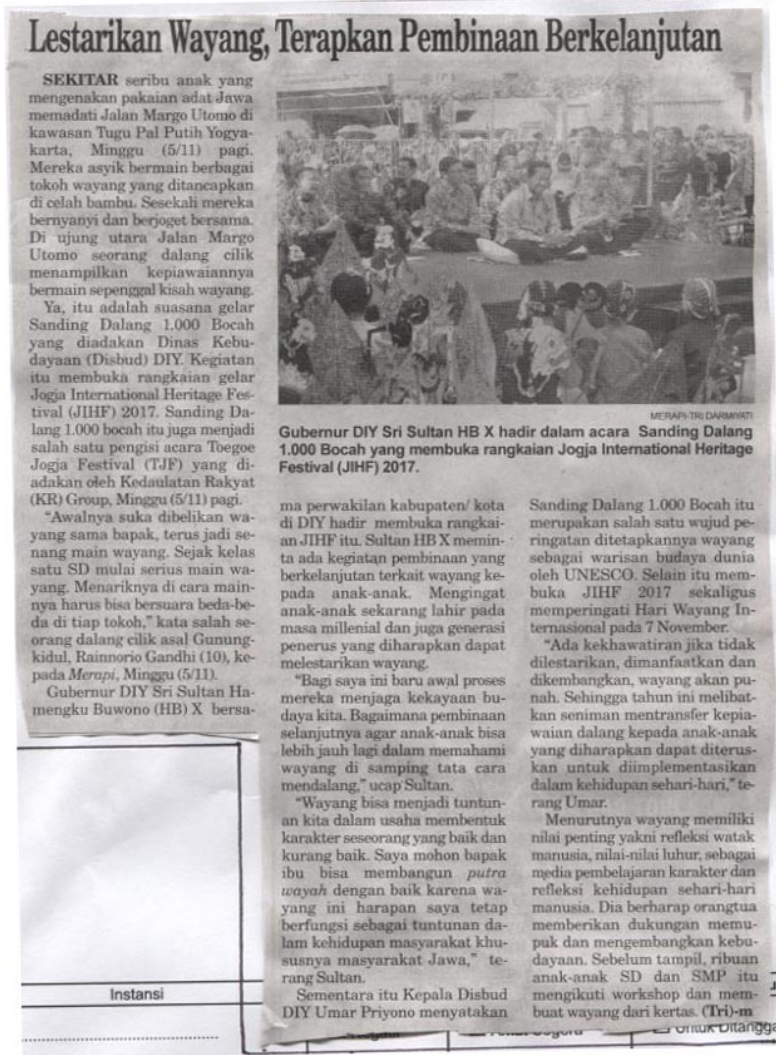 Lestarikan Wayang, Terapkan Pembinaan Berkelanjutan
SEKITAR seribu anak yang
mengenakan pakaian adat Jawa
memadati Jalan Margo Utomo di
kawasan Tugu Pal Putih Yogya-
karta, Minggu (5/11) pagi.
Mereka asyik bermain berbagai
tokoh wayang yang ditancapkan
di celah bambu. Sesekali mereka
bernyanyi dan berjoget bersama.
Di ujung utara Jalan Margo
Utomo seorang dalang cilik
menampilkan kepiawaiannya
bermain sepenggal kisah wayang.
Ya, itu adalah suasana gelar
Sanding Dalang 1.000 Bocah
yang diadakan Dinas Kebu-
dayaan (Disbud) DIY. Kegiatan
itu membuka rangkaian gelar
Jogja International Heritage Fes-
tival (JIHF) 2017. Sanding Da-
lang 1.000 bocah itu juga menjadi
salah satu pengisi acara Toegoe
Jogja Festival (TJF) yang di-
adakan oleh Kedaulatan Rakyat
(KR) Group, Minggu (5/11) pagi.
"Awalnya suka dibelikan wa-
yang sama bapak, terus jadi se-
nang main wayang. Sejak kelas
satu SD mulai serius main wa-
yang. Menariknya di cara main-
nya harus bisa bersuara beda-be-
da di tiap tokoh," kata salah se-
orang dalang cilik asal Gunung-
kidul, Rainnorio Gandhi (10), ke-
pada Merapi, Minggu (5/11).
Gubernur DIY Sri Sultan Ha-
mengku Buwono (HB) X bersa-
MERAPI-TRI DARMIYATI
Gubernur DIY Sri Sultan HB X hadir dalam acara Sanding Dalang
1.000 Bocah yang membuka rangkaian Jogja International Heritage
Festival (JIHF) 2017.
ma perwakilan kabupaten/ kota
di DIY hadir membuka rangkai-
an JIHF itu. Sultan HB X memin-
ta ada kegiatan pembinaan yang
berkelanjutan terkait wayang ke-
pada anak-anak. Mengingat
anak-anak sekarang lahir pada
masa millenial dan juga generasi
penerus yang diharapkan dapat
melestarikan wayang.
"Bagi saya ini baru awal proses
mereka menjaga kekayaan bu-
daya kita. Bagaimana pembinaan
selanjutnya agar anak-anak bisa
lebih jauh lagi dalam memahami
wayang di samping tata cara
mendalang," ucap Sultan.
"Wayang bisa menjadi tuntun-
an kita dalam usaha membentuk
karakter seseorang yang baik dan
kurang baik. Saya mohon bapak
ibu bisa membangun putra
wayah dengan baik karena wa-
yang ini harapan saya tetap
berfungsi sebagai tuntunan da-
lam kehidupan masyarakat khu-
susnya masyarakat Jawa," te-
rang Sultan.
Sementara itu Kepala Disbud
DIY Umar Priyono menyatakan
Sanding Dalang 1.000 Bocah itu
merupakan salah satu wujud pe-
ringatan ditetapkannya wayang
sebagai warisan budaya dunia
oleh UNESCO. Selain itu mem-
buka JIHF 2017 sekaligus
memperingati Hari Wayang In-
ternasional pada 7 November.
"Ada kekhawatiran jika tidak
dilestarikan, dimanfaatkan dan
dikembangkan, wayang akan pu-
nah. Sehingga tahun ini melibat-
kan seniman mentransfer kepia-
waian dalang kepada anak-anak
yang diharapkan dapat diterus-
kan untuk diimplementasikan
dalam kehidupan sehari-hari," te-
rang Umar.
Menurutnya wayang memiliki
nilai penting yakni refleksi watak
manusia, nilai-nilai luhur, sebagai
media pembelajaran karakter dan
refleksi kehidupan sehari-hari
manusia. Dia berharap orangtua
memberikan dukungan memu-
puk dan mengembangkan kebu-
dayaan. Sebelum tampil, ribuan
anak-anak SD dan SMP itu
mengikuti workshop dan mem-
buat wayang dari kertas. (Tri)-m
Instansi
Untuk Ditangga